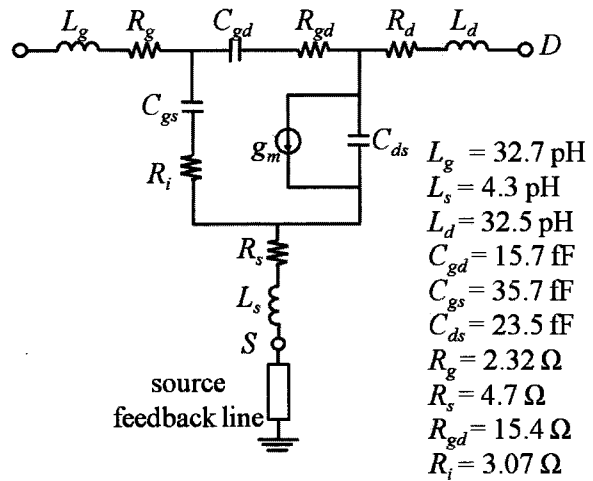 L_g R_g C_gd R_gd R_d L_d
D
C_gs
R_i
g_m
C_ds
R_s
L_s
S
source
feedback line
L_g = 32.7 pH
L_s = 4.3 pH
L_d = 32.5 pH
C_gd = 15.7 fF
C_gs = 35.7 fF
C_ds = 23.5 fF
R_g = 2.32 Ω
R_s = 4.7 Ω
R_gd = 15.4 Ω
R_i = 3.07 Ω